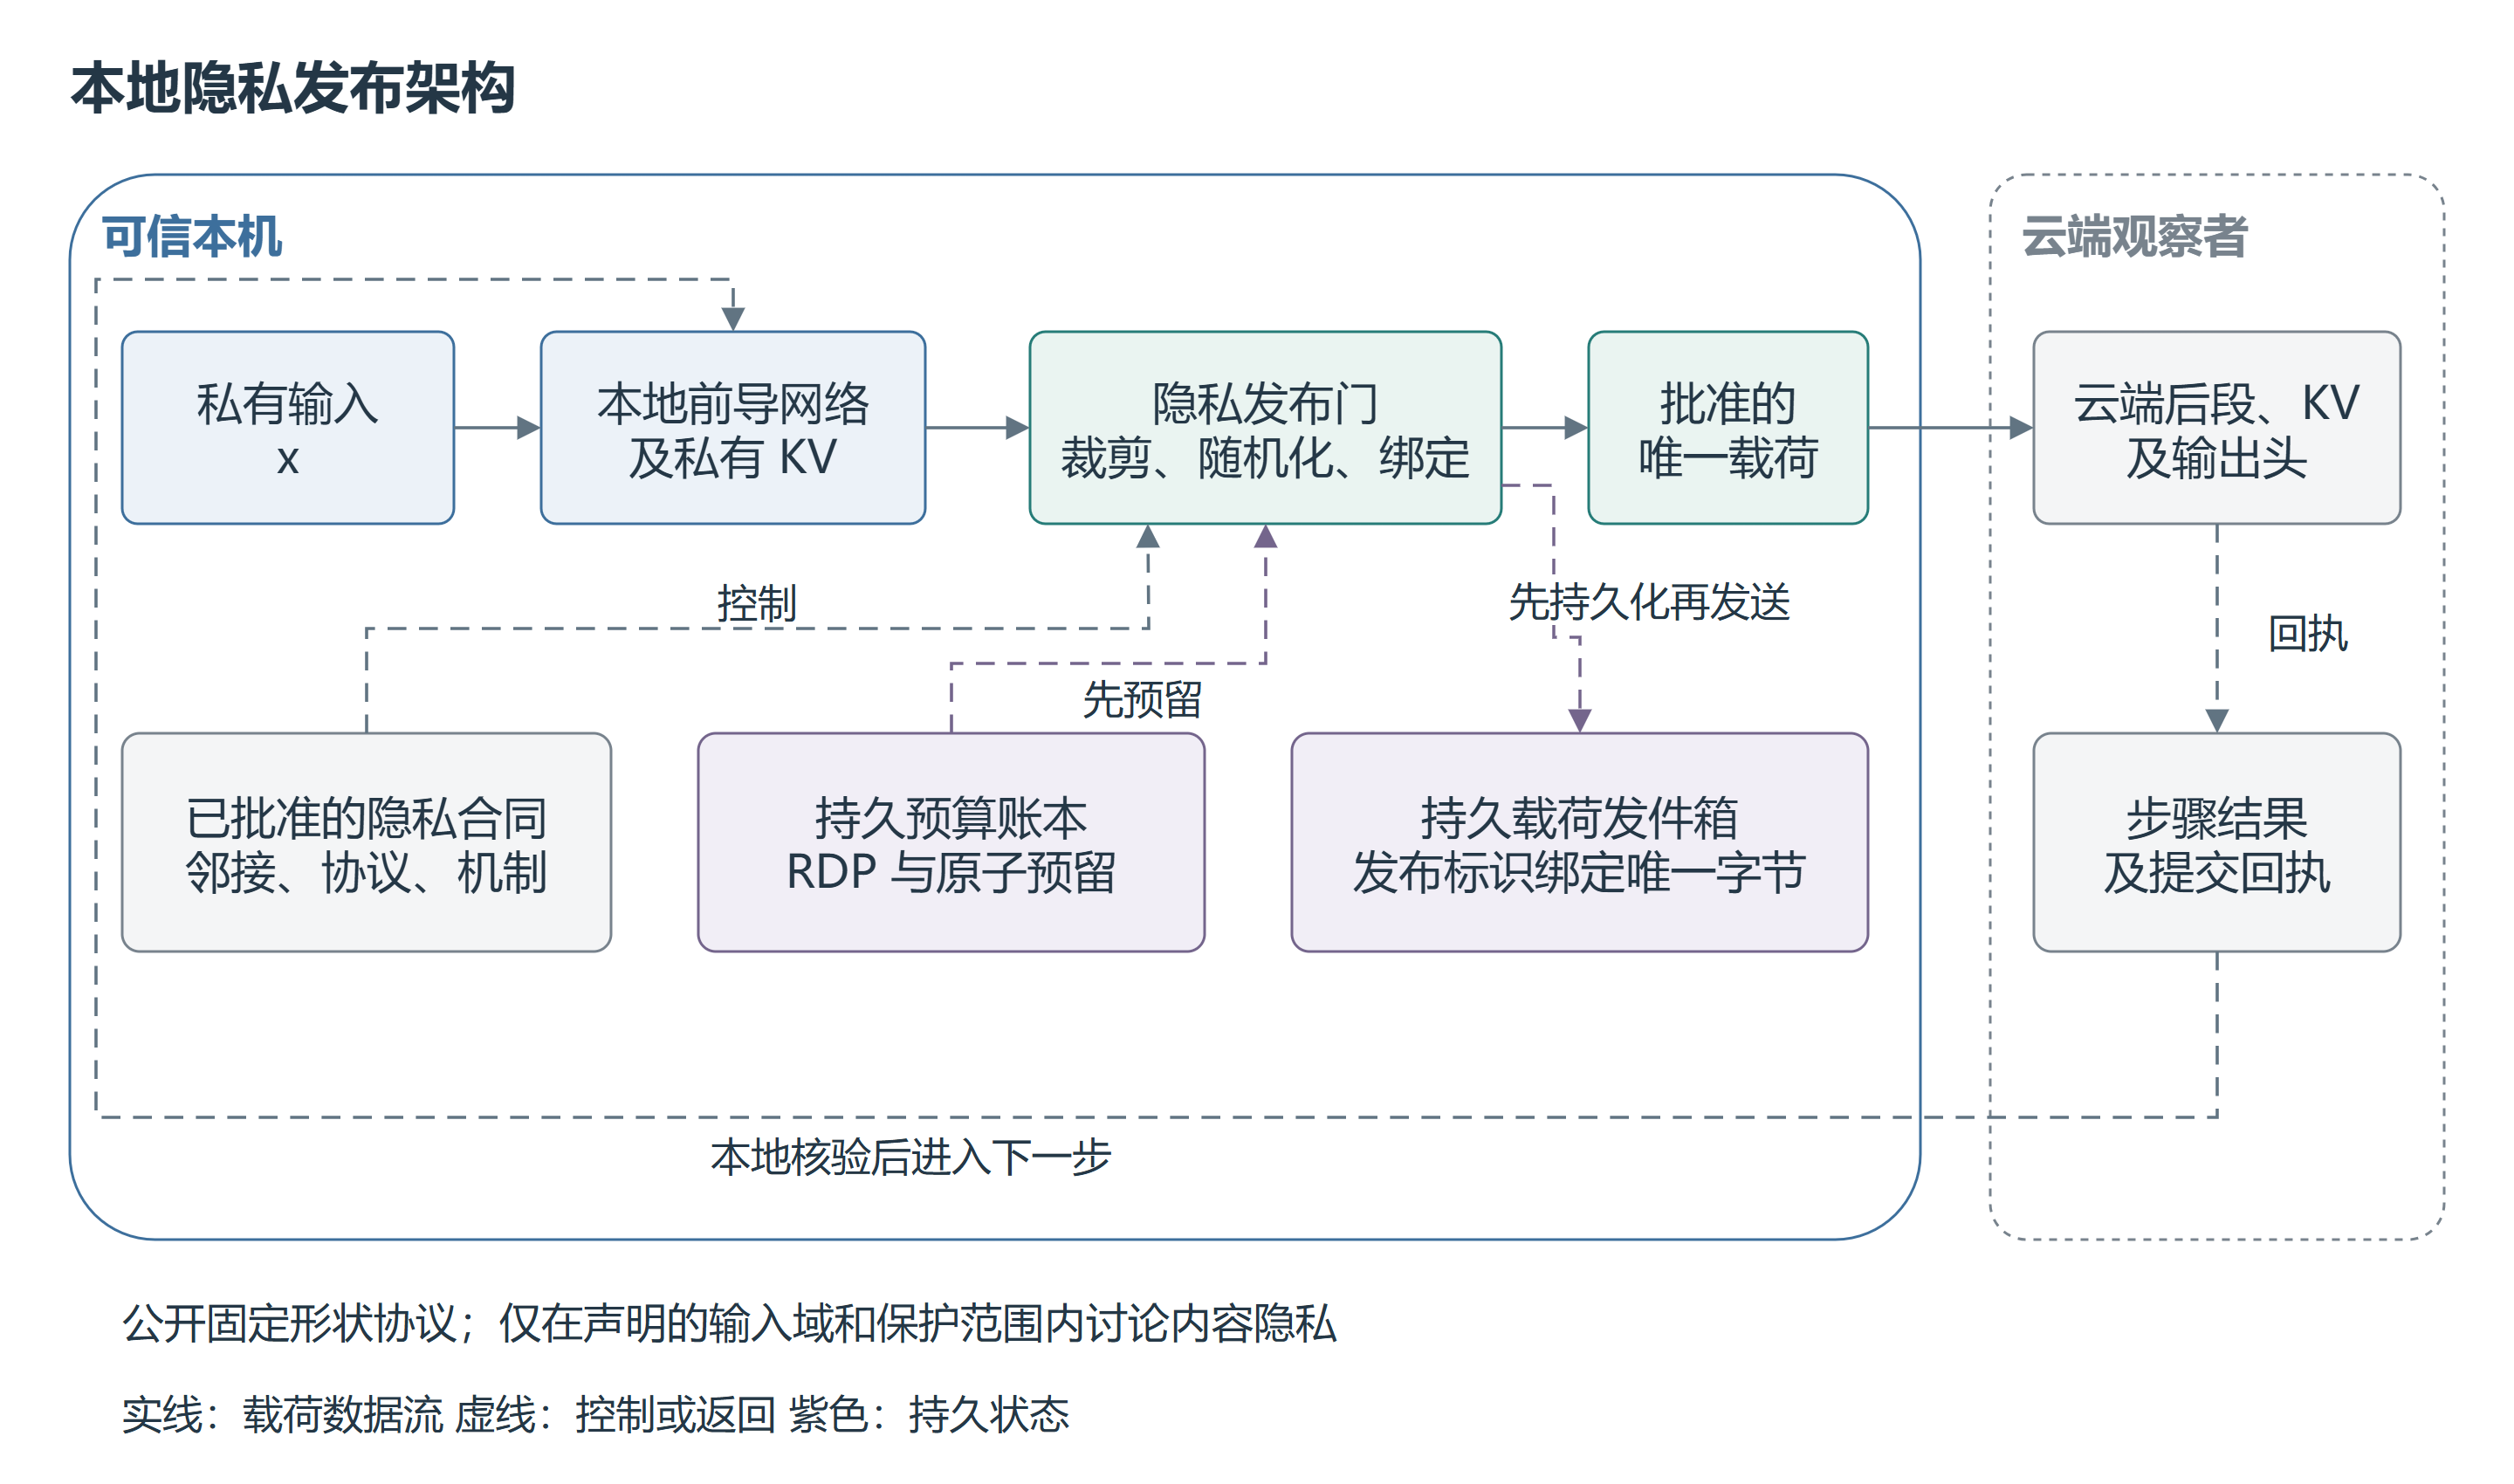 本地隐私发布架构
可信本机
云端观察者
私有输入
x
本地前导网络
及私有 KV
隐私发布门
裁剪、随机化、绑定
批准的
唯一载荷
云端后段、KV
及输出头
控制
先预留
先持久化再发送
回执
已批准的隐私合同
邻接、协议、机制
持久预算账本
RDP 与原子预留
持久载荷发件箱
发布标识绑定唯一字节
步骤结果
及提交回执
本地核验后进入下一步
公开固定形状协议；仅在声明的输入域和保护范围内讨论内容隐私
实线：载荷数据流 虚线：控制或返回 紫色：持久状态